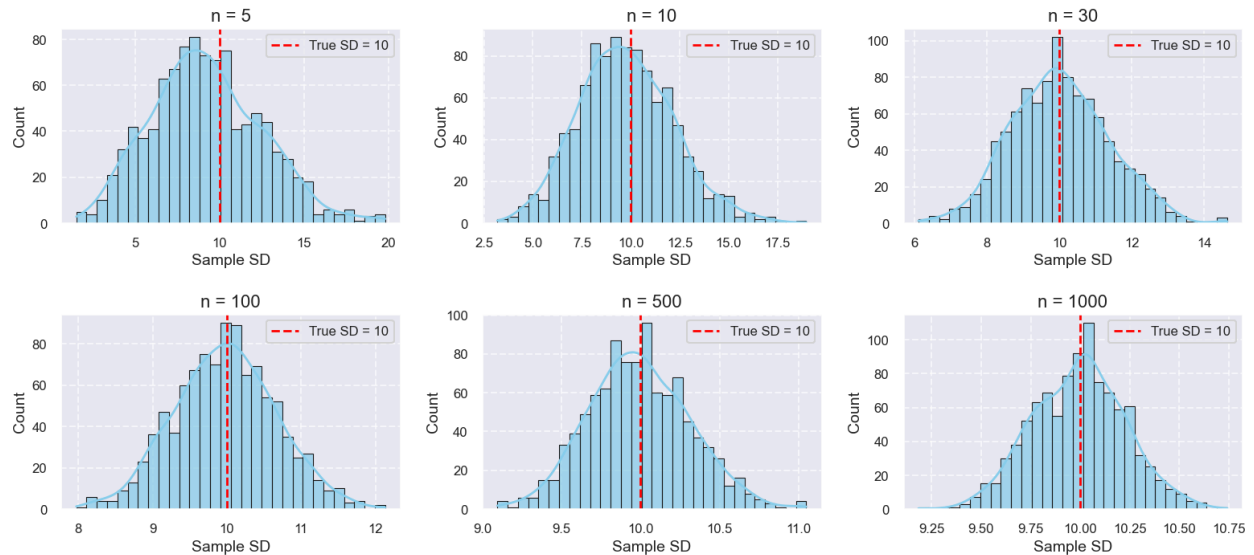 n = 5
80
60
40
20
0
Count
True SD = 10
5
10
15
20
Sample SD
n = 10
80
60
40
20
0
Count
True SD = 10
2.5
5.0
7.5
10.0
12.5
15.0
17.5
Sample SD
n = 30
100
80
60
40
20
0
Count
True SD = 10
6
8
10
12
14
Sample SD
n = 100
80
60
40
20
0
Count
True SD = 10
8
9
10
11
12
Sample SD
n = 500
100
80
60
40
20
0
Count
True SD = 10
9.0
9.5
10.0
10.5
11.0
Sample SD
n = 1000
100
80
60
40
20
0
Count
True SD = 10
9.25
9.50
9.75
10.00
10.25
10.50
10.75
Sample SD